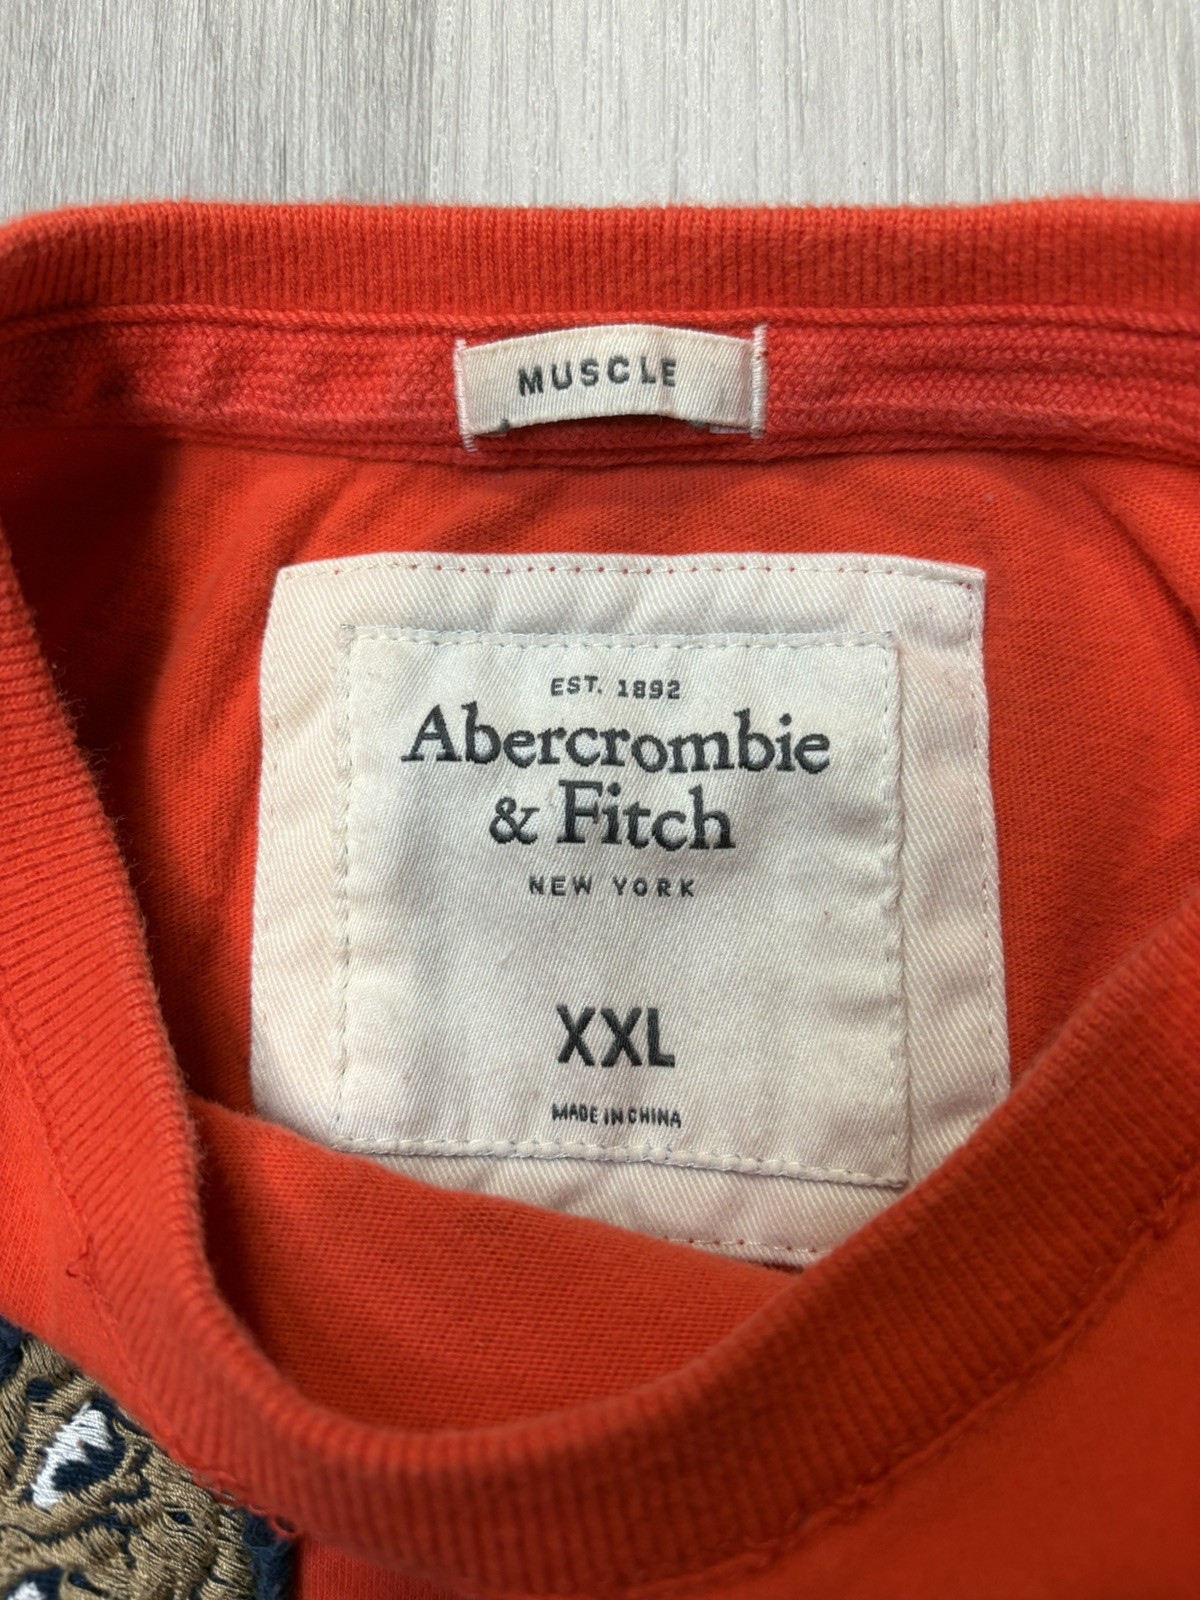 MUSCLE
EST. 1892
Abercrombie
& Fitch
NEW YORK
XXL
MADE IN CHINA